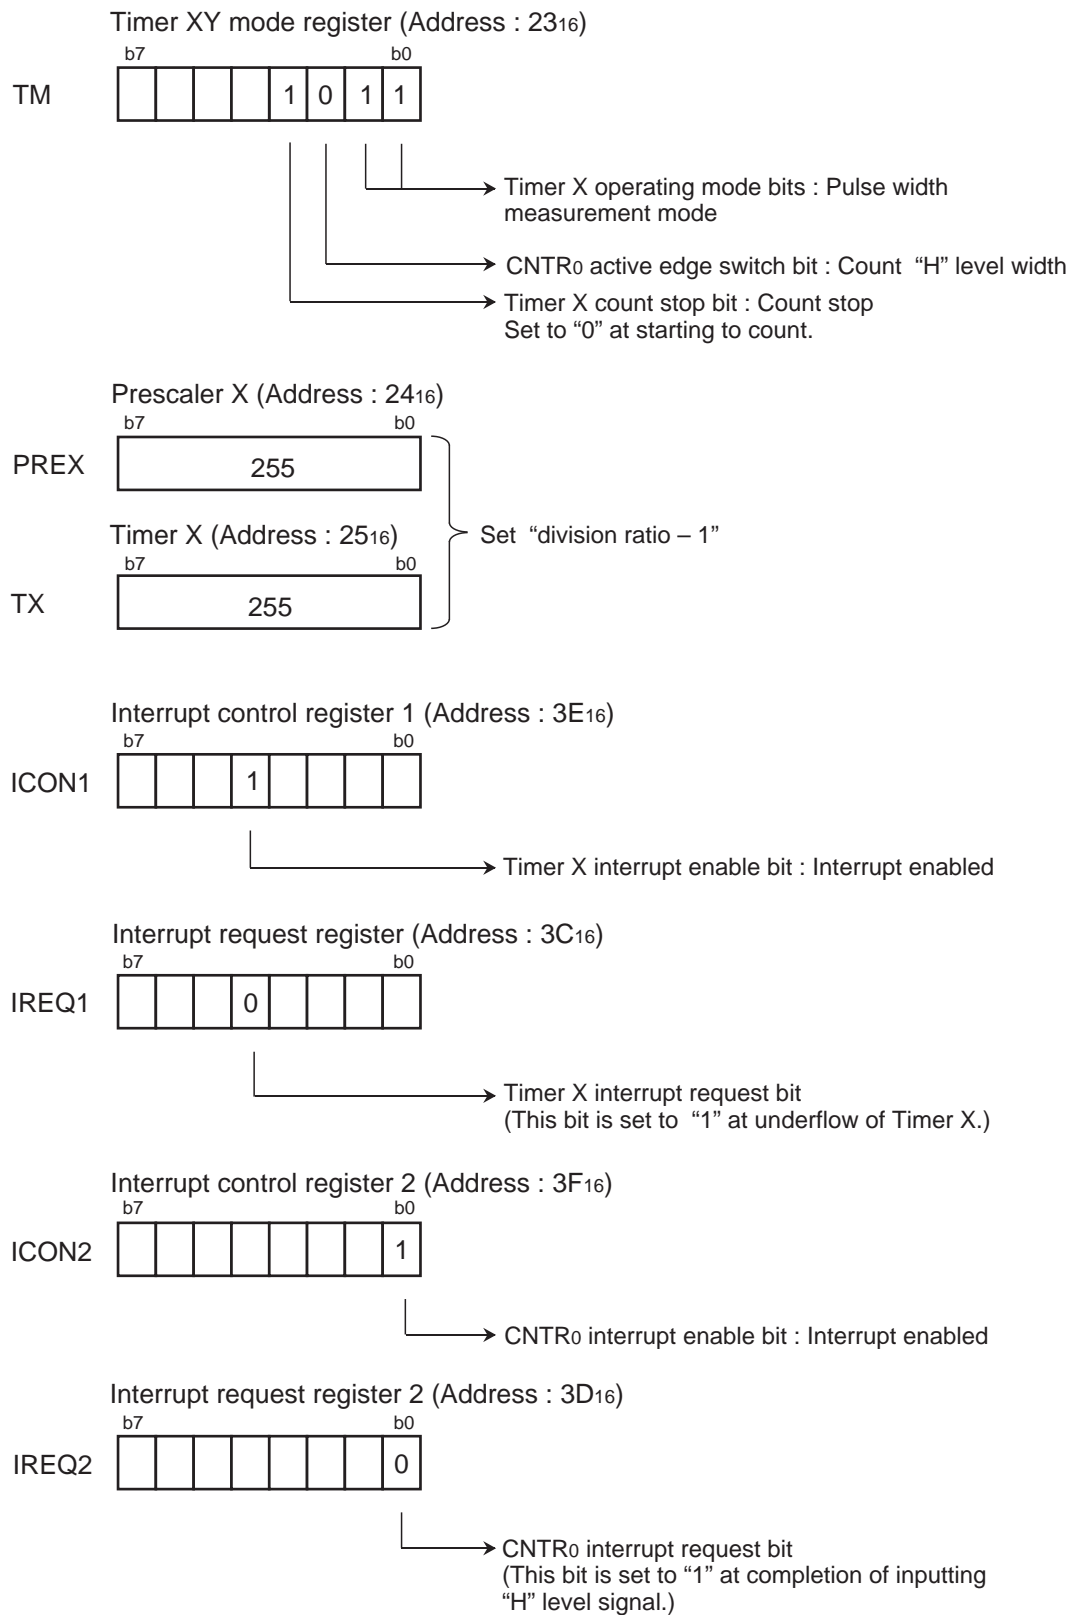 Timer XY mode register (Address : 2316)
b7 b0
TM 1 0 1 1
Timer X operating mode bits : Pulse width
measurement mode
CNTR0 active edge switch bit : Count “H” level width
Timer X count stop bit : Count stop
Set to “0” at starting to count.
Prescaler X (Address : 2416)
b7 b0
PREX 255
Set “division ratio – 1”
Timer X (Address : 2516)
b7 b0
TX 255
Interrupt control register 1 (Address : 3E16)
b7 b0
ICON1 1
Timer X interrupt enable bit : Interrupt enabled
Interrupt request register (Address : 3C16)
b7 b0
IREQ1 0
Timer X interrupt request bit
(This bit is set to “1” at underflow of Timer X.)
Interrupt control register 2 (Address : 3F16)
b7 b0
ICON2 1
CNTR0 interrupt enable bit : Interrupt enabled
Interrupt request register 2 (Address : 3D16)
b7 b0
IREQ2 0
CNTR0 interrupt request bit
(This bit is set to “1” at completion of inputting
“H” level signal.)